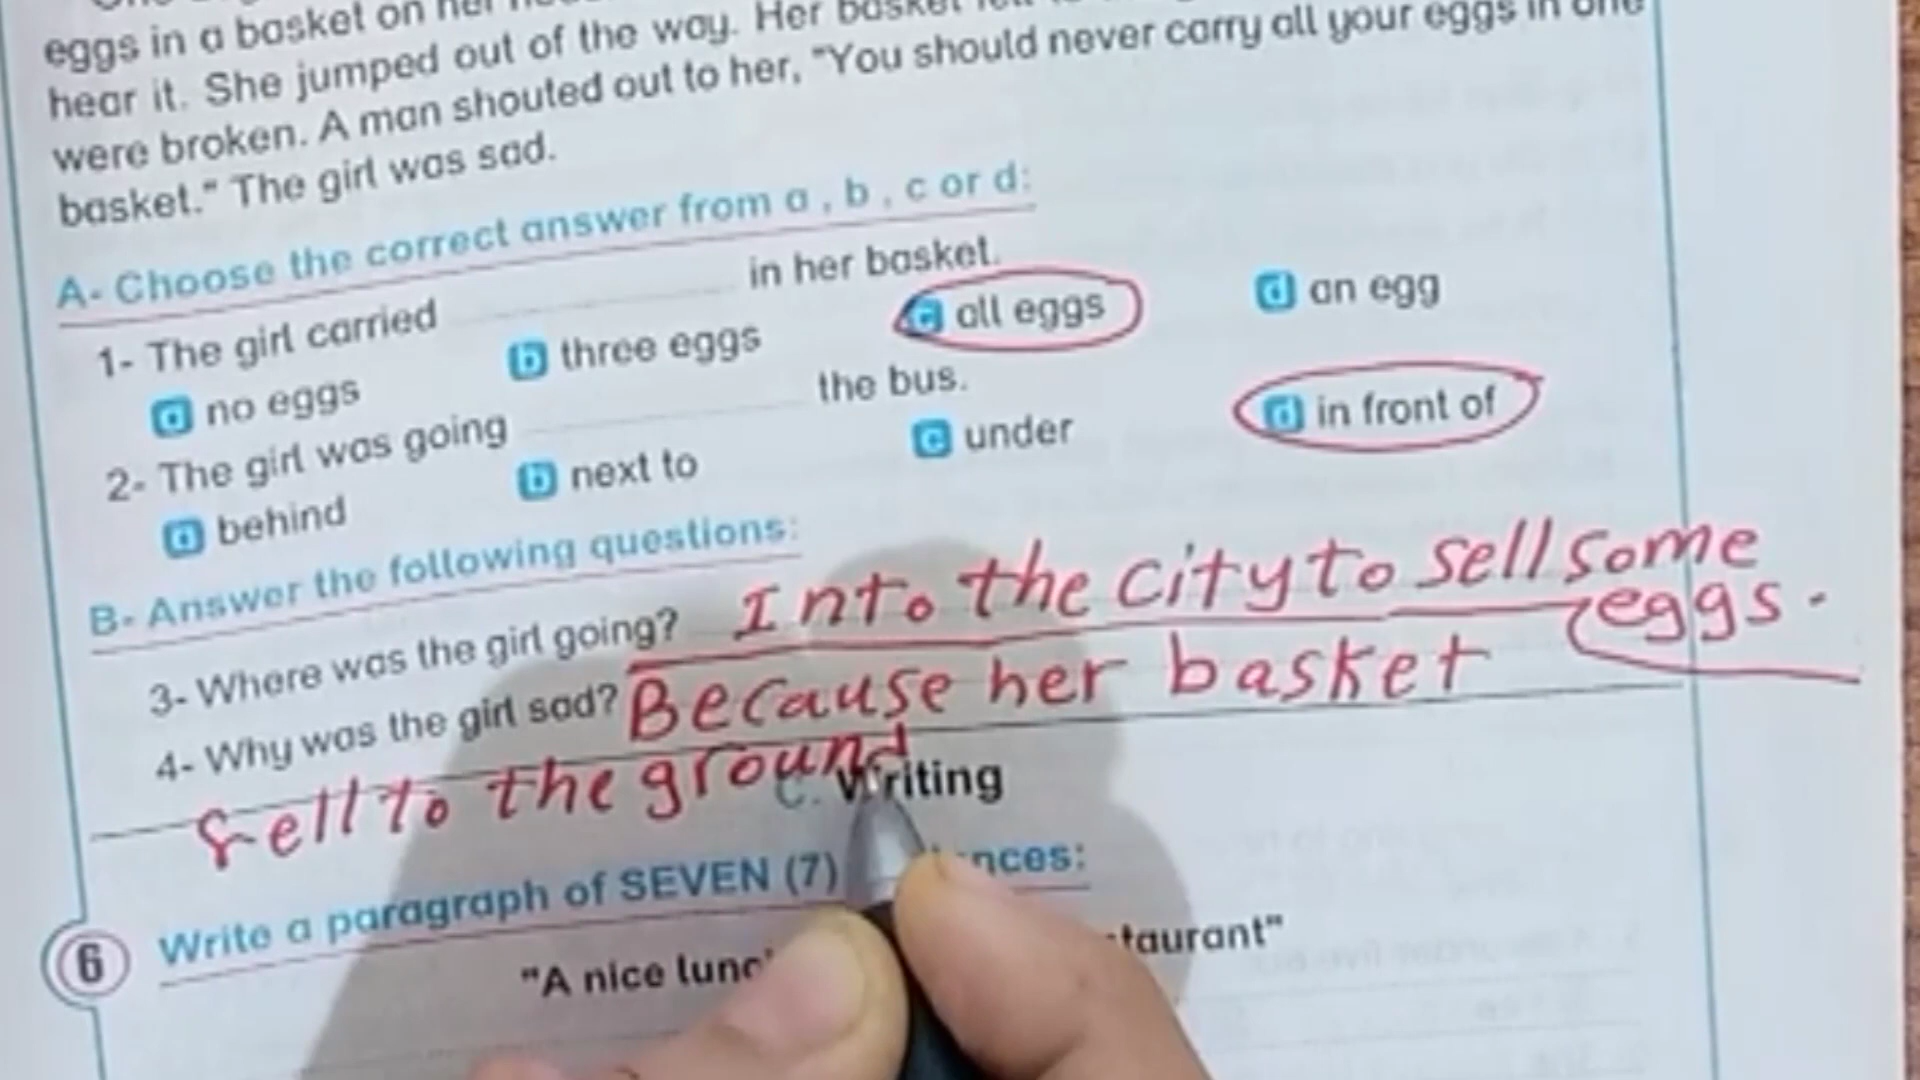 eggs in a basket on her
hear it. She jumped out of the way. Her basket
were broken. A man shouted out to her, "You should never carry all your eggs in one
basket." The girl was sad.
A- Choose the correct answer from a , b , c or d:
1- The girl carried in her basket.
a no eggs b three eggs c all eggs d an egg
2- The girl was going the bus.
a behind b next to c under d in front of
B- Answer the following questions:
3- Where was the girl going? Into the city to sell some
eggs.
4- Why was the girl sad? Because her basket
fell to the ground
C. Writing
6 Write a paragraph of SEVEN (7)
"A nice